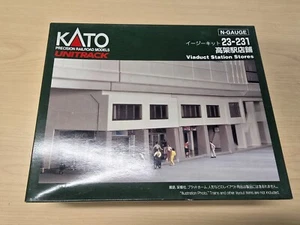 KATO
PRECISION RAILROAD MODELS
UNITRACK
N-GAUGE
イージーキット 23-231
高架駅店舗
Viaduct Station Stores